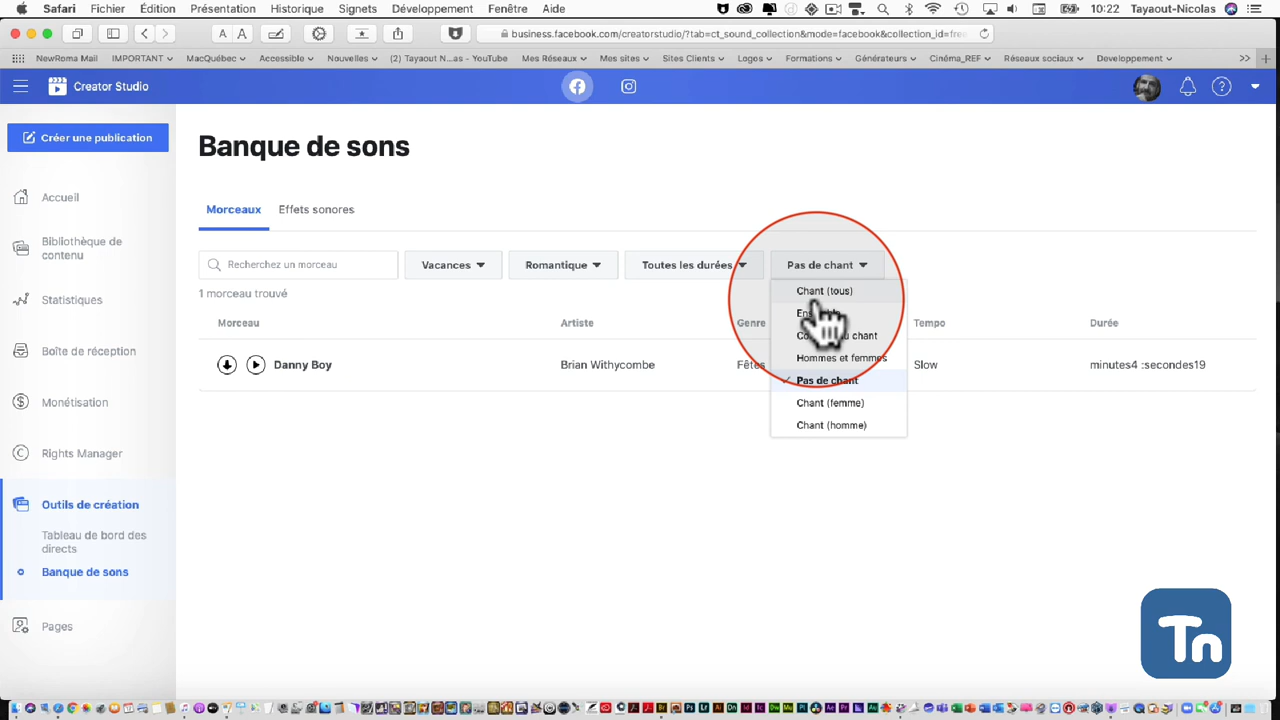 Safari Fichier Édition Présentation Historique Signets Développement Fenêtre Aide 10:22 Tayaout-Nicolas
A A business.facebook.com/creatorstudio/?tab=ct_sound_collection&mode=facebook&collection_id=free
NewRoma Mail IMPORTANT MacQuébec Accessible Nouvelles (2) Tayaout N...as - YouTube Mes Réseaux Mes sites Sites Clients Logos Formations Générateurs Cinéma_REF Réseaux sociaux Developpement
Creator Studio
Créer une publication
Accueil
Bibliothèque de
contenu
Statistiques
Boîte de réception
Monétisation
Rights Manager
Outils de création
Tableau de bord des
directs
Banque de sons
Pages
Banque de sons
Morceaux Effets sonores
Recherchez un morceau Vacances Romantique Toutes les durées Pas de chant
1 morceau trouvé
Morceau Artiste Genre Tempo Durée
Danny Boy Brian Withycombe Fêtes Slow minutes4 :secondes19
Chant (tous)
chant
Hommes et femmes
Pas de chant
Chant (femme)
Chant (homme)
Tn